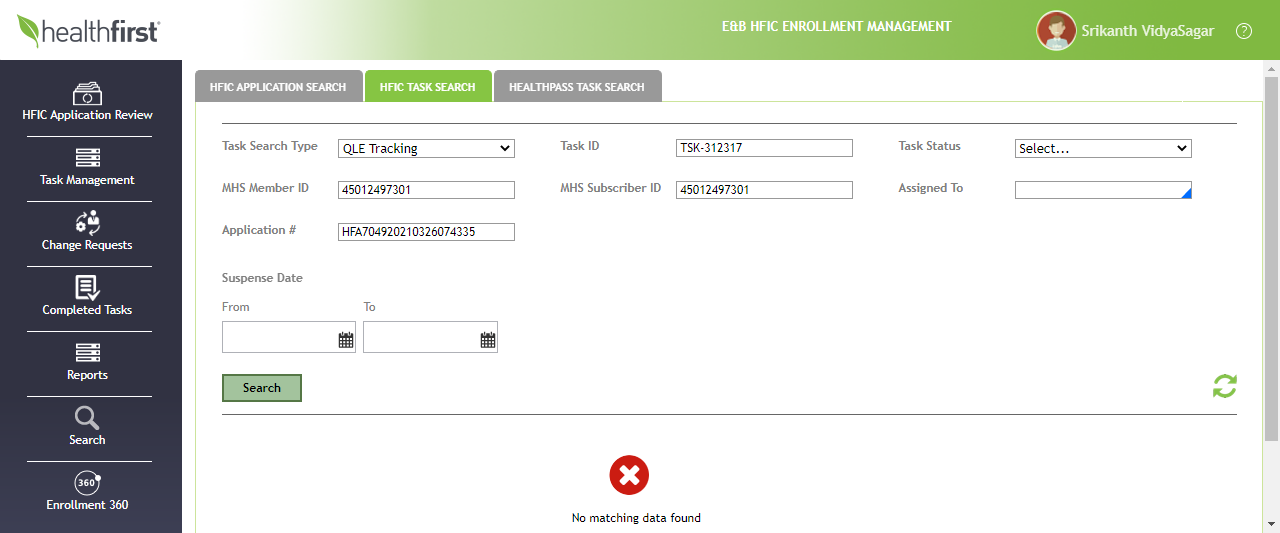 healthfirst
E&B HFIC ENROLLMENT MANAGEMENT
Srikanth VidyaSagar
?
HFIC Application Review
Task Management
Change Requests
Completed Tasks
Reports
Search
360
Enrollment 360
HFIC APPLICATION SEARCH
HFIC TASK SEARCH
HEALTHPASS TASK SEARCH
Task Search Type QLE Tracking Task ID TSK-312317 Task Status Select...
MHS Member ID 45012497301 MHS Subscriber ID 45012497301 Assigned To
Application # HFA704920210326074335
Suspense Date
From To
Search
No matching data found